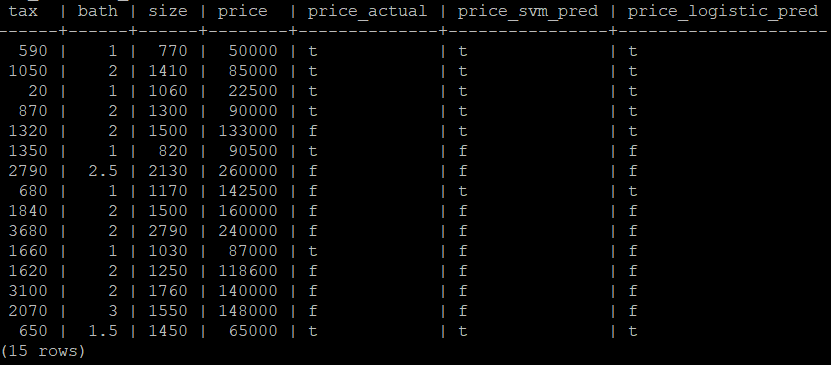 tax  | bath | size | price  | price_actual | price_svm_pred | price_logistic_pred
------+------+------+--------+--------------+----------------+---------------------
  590 |    1 |  770 |  50000 | t            | t              | t
 1050 |    2 | 1410 |  85000 | t            | t              | t
   20 |    1 | 1060 |  22500 | t            | t              | t
  870 |    2 | 1300 |  90000 | t            | t              | t
 1320 |    2 | 1500 | 133000 | f            | t              | t
 1350 |    1 |  820 |  90500 | t            | f              | f
 2790 |  2.5 | 2130 | 260000 | f            | f              | f
  680 |    1 | 1170 | 142500 | f            | t              | t
 1840 |    2 | 1500 | 160000 | f            | f              | f
 3680 |    2 | 2790 | 240000 | f            | f              | f
 1660 |    1 | 1030 |  87000 | t            | f              | f
 1620 |    2 | 1250 | 118600 | f            | f              | f
 3100 |    2 | 1760 | 140000 | f            | f              | f
 2070 |    3 | 1550 | 148000 | f            | f              | f
  650 |  1.5 | 1450 |  65000 | t            | t              | t
(15 rows)